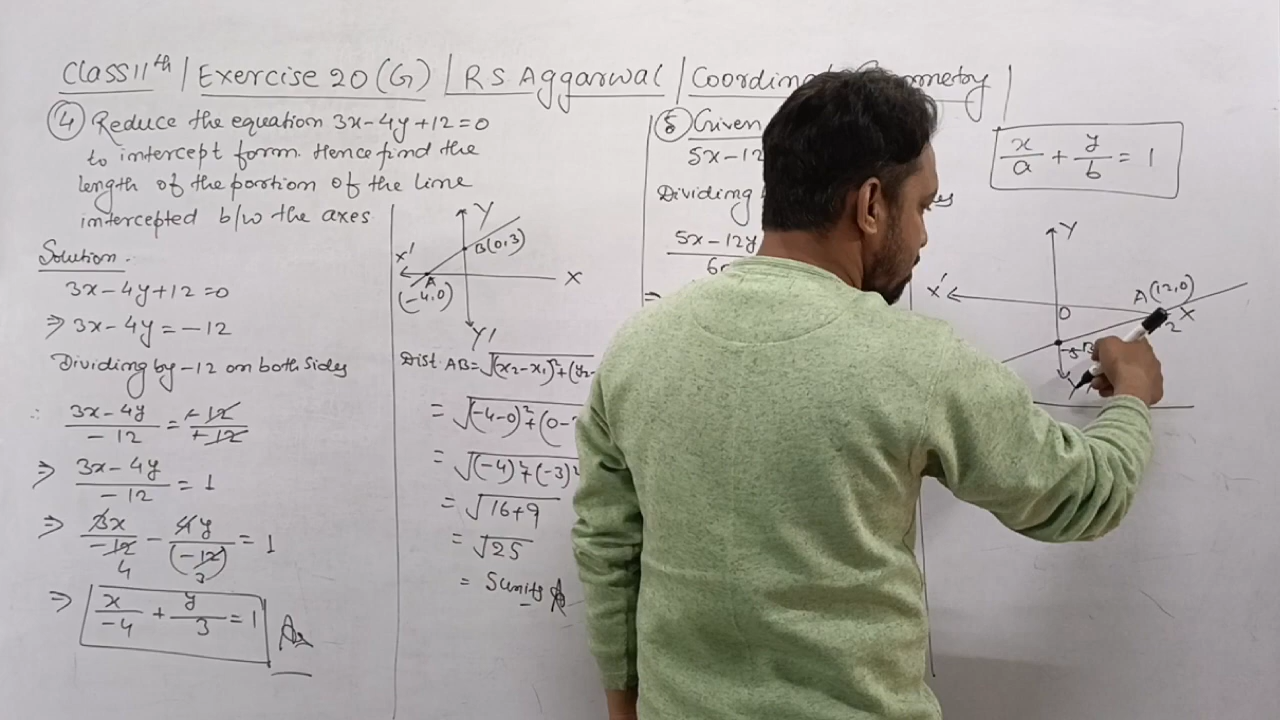 Class 11th | Exercise 20(G) | RS Aggarwal | Coordina
4 Reduce the equation 3x-4y+12=0
to intercept form. Hence find the
length of the portion of the line
intercepted b/w the axes
Solution.
3x-4y+12=0
⇒ 3x-4y=-12
Dividing by -12 on both sides
∴ 3x-4y/-12 = -12/-12
⇒ 3x-4y/-12 = 1
⇒ 3x/-12 - 4y/(-12) = 1
4 3
⇒ x/-4 + y/3 = 1 Ans
Y
B(0,3)
X' A X
(-4,0)
Y'
Dist. AB=√(x2-x1)²+(y2-
= √(-4-0)²+(0-
= √(-4)²+(-3)²
= √16+9
= √25
= 5 units
5 Given
5x-12
Dividing
5x-12y
6
⇒
x/a + y/b = 1
Y
X' O A(12,0) X
-5 B